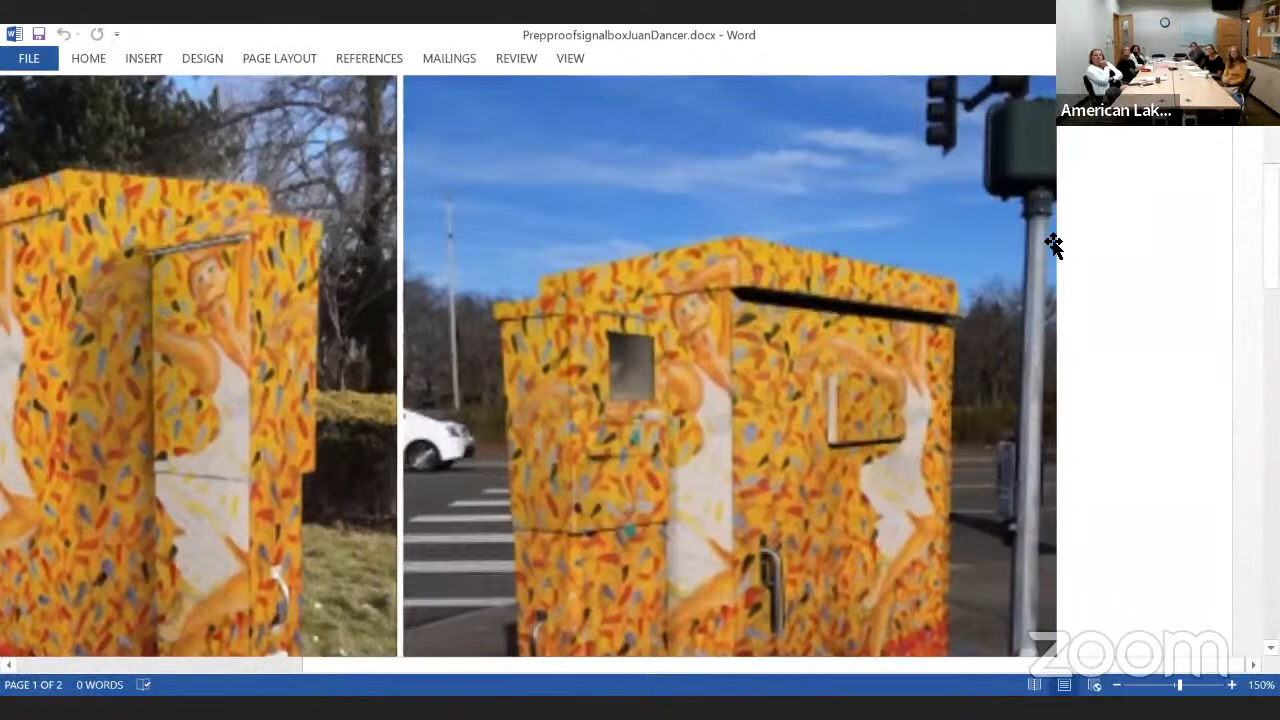 PrepproofsignalboxJuanDancer.docx - Word
FILE HOME INSERT DESIGN PAGE LAYOUT REFERENCES MAILINGS REVIEW VIEW
American Lak...
zoom
PAGE 1 OF 2 0 WORDS 150%